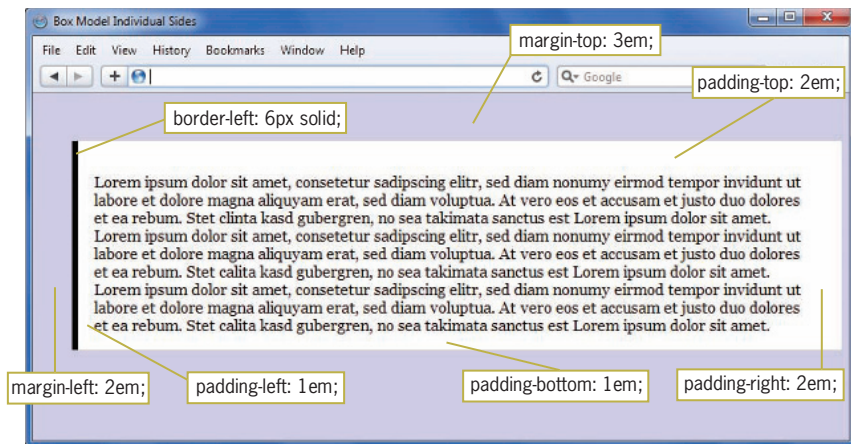 Box Model Individual Sides
File Edit View History Bookmarks Window Help
margin-top: 3em;
Google
padding-top: 2em;
border-left: 6px solid;
Lorem ipsum dolor sit amet, consetetur sadipscing elitr, sed diam nonumy eirmod tempor invidunt ut
labore et dolore magna aliquyam erat, sed diam voluptua. At vero eos et accusam et justo duo dolores
et ea rebum. Stet clinta kasd gubergren, no sea takimata sanctus est Lorem ipsum dolor sit amet.
Lorem ipsum dolor sit amet, consetetur sadipscing elitr, sed diam nonumy eirmod tempor invidunt ut
labore et dolore magna aliquyam erat, sed diam voluptua. At vero eos et accusam et justo duo dolores
et ea rebum. Stet calita kasd gubergren, no sea takimata sanctus est Lorem ipsum dolor sit amet.
Lorem ipsum dolor sit amet, consetetur sadipscing elitr, sed diam nonumy eirmod tempor invidunt ut
labore et dolore magna aliquyam erat, sed diam voluptua. At vero eos et accusam et justo duo dolores
et ea rebum. Stet calita kasd gubergren, no sea takimata sanctus est Lorem ipsum dolor sit amet.
margin-left: 2em;
padding-left: 1em;
padding-bottom: 1em;
padding-right: 2em;